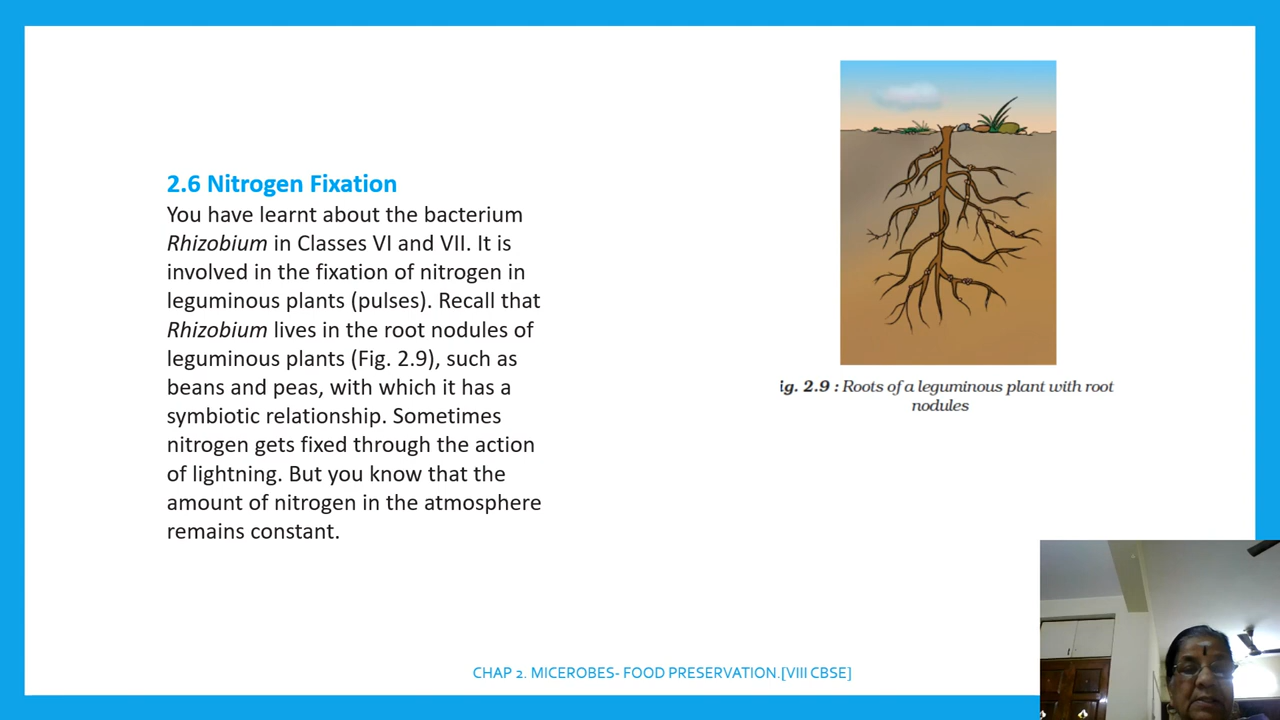 2.6 Nitrogen Fixation
You have learnt about the bacterium
Rhizobium in Classes VI and VII. It is
involved in the fixation of nitrogen in
leguminous plants (pulses). Recall that
Rhizobium lives in the root nodules of
leguminous plants (Fig. 2.9), such as
beans and peas, with which it has a
symbiotic relationship. Sometimes
nitrogen gets fixed through the action
of lightning. But you know that the
amount of nitrogen in the atmosphere
remains constant.
ig. 2.9 : Roots of a leguminous plant with root
nodules
CHAP 2. MICEROBES- FOOD PRESERVATION.[VIII CBSE]